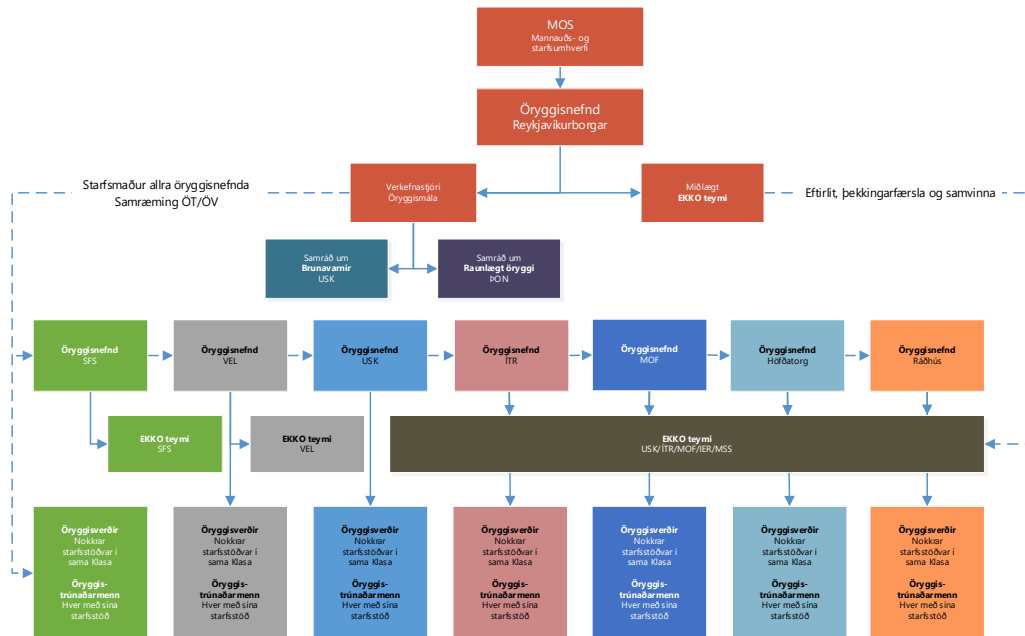 MOS
Mannauðs- og
starfsumhverfi
Öryggisnefnd
Reykjavíkurborgar
Starfsmaður allra öryggisnefnda
Samræming ÖT/ÖV
Verkefnastjóri
Öryggismála
Miðlægt
EKKO teymi
Eftirlit, þekkingarfærsla og samvinna
Samráð um
Brunavarnir
USK
Samráð um
Raunlægt öryggi
ÞON
Öryggisnefnd
SFS
Öryggisnefnd
VEL
Öryggisnefnd
USK
Öryggisnefnd
ÍTR
Öryggisnefnd
MOF
Öryggisnefnd
Höfðatorg
Öryggisnefnd
Ráðhús
EKKO teymi
SFS
EKKO teymi
VEL
EKKO teymi
USK/ÍTR/MOF/IER/MSS
Öryggisverðir
Nokkrar
starfsstöðvar í
sama Klasa
Öryggis-
trúnaðarmenn
Hver með sína
starfsstöð
Öryggisverðir
Nokkrar
starfsstöðvar í
sama Klasa
Öryggis-
trúnaðarmenn
Hver með sína
starfsstöð
Öryggisverðir
Nokkrar
starfsstöðvar í
sama Klasa
Öryggis-
trúnaðarmenn
Hver með sína
starfsstöð
Öryggisverðir
Nokkrar
starfsstöðvar í
sama Klasa
Öryggis-
trúnaðarmenn
Hver með sína
starfsstöð
Öryggisverðir
Nokkrar
starfsstöðvar í
sama Klasa
Öryggis-
trúnaðarmenn
Hver með sína
starfsstöð
Öryggisverðir
Nokkrar
starfsstöðvar í
sama Klasa
Öryggis-
trúnaðarmenn
Hver með sína
starfsstöð
Öryggisverðir
Nokkrar
starfsstöðvar í
sama Klasa
Öryggis-
trúnaðarmenn
Hver með sína
starfsstöð